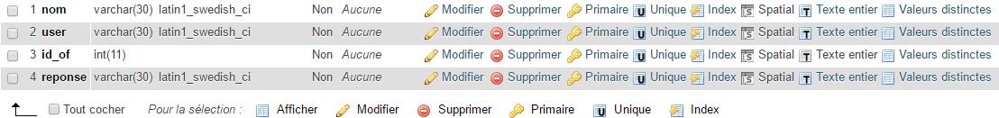 1 nom varchar(30) latin1_swedish_ci Non Aucune Modifier Supprimer Primaire Unique Index Spatial Texte entier Valeurs distinctes
2 user varchar(30) latin1_swedish_ci Non Aucune Modifier Supprimer Primaire Unique Index Spatial Texte entier Valeurs distinctes
3 id_of int(11) Non Aucune Modifier Supprimer Primaire Unique Index Spatial Texte entier Valeurs distinctes
4 reponse varchar(30) latin1_swedish_ci Non Aucune Modifier Supprimer Primaire Unique Index Spatial Texte entier Valeurs distinctes
Tout cocher Pour la sélection : Afficher Modifier Supprimer Primaire Unique Index